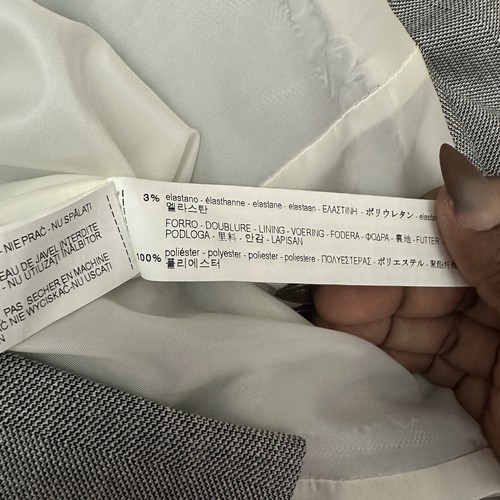 3% elastano - élasthanne - elastane - elastaan - ΕΛΑΣΤΙΝΗ - ポリウレタン -
엘라스탄
FORRO - DOUBLURE - LINING - VOERING - FODERA - ΦΟΔΡΑ - 裏地 - FUTTER
PODLOGA - 里料 - 안감 - LAPISAN
100% poliéster - polyester - poliester - poliestere - ΠΟΛΥΕΣΤΕΡΑΣ - ポリエステル -
폴리에스터
- NIE PRAĆ - NU SPĂLAȚI
EAU DE JAVEL INTERDITE
- NU UTILIZAȚI ÎNĂLBITOR
PAS SECHER EN MACHINE
NIE WYCISKAĆ - NU USCAȚI